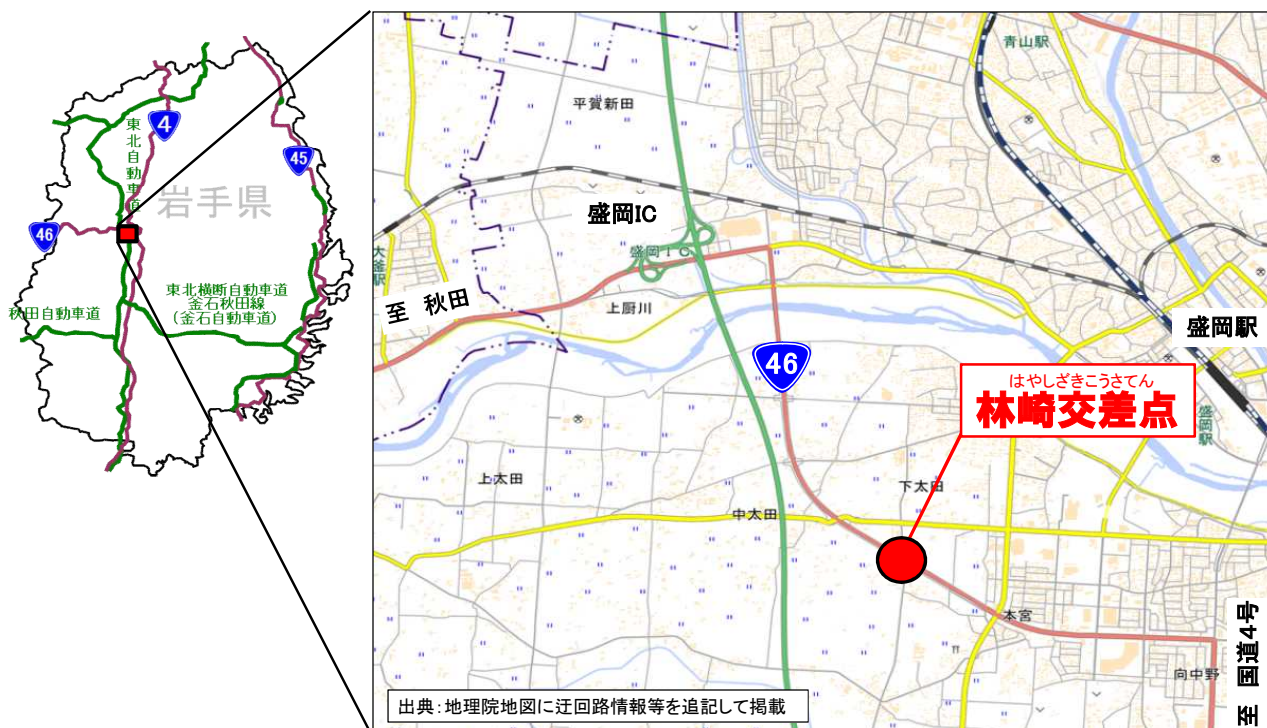 4
東北自動車道
45
岩手県
46
東北横断自動車道
釜石秋田線
(釜石自動車道)
秋田自動車道
青山駅
平賀新田
盛岡IC
盛岡IC
大釜駅
至 秋田
上厨川
盛岡駅
46
はやしざきこうさてん
林崎交差点
盛岡駅
上太田
下太田
中太田
本宮
向中野
至 国道4号
出典:地理院地図に迂回路情報等を追記して掲載